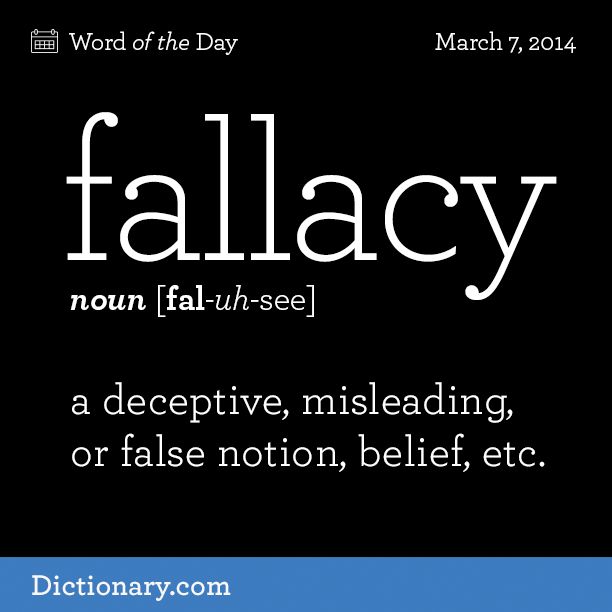 Word of the Day
March 7, 2014
fallacy
noun [fal-uh-see]
a deceptive, misleading,
or false notion, belief, etc.
Dictionary.com